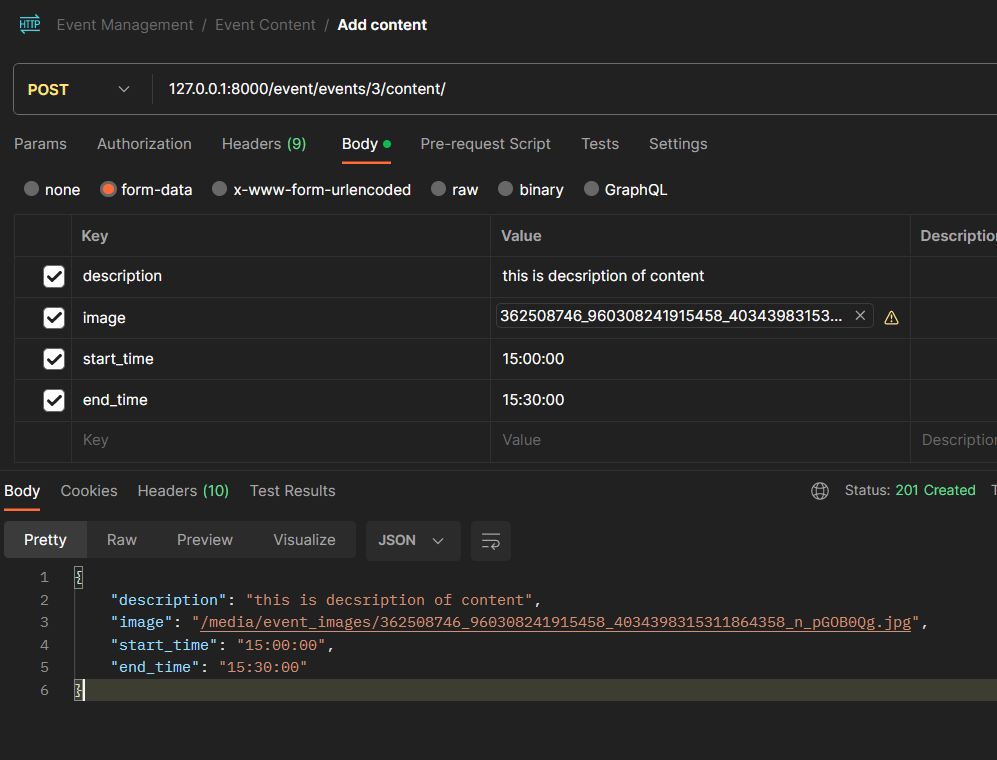 HTTP Event Management / Event Content / Add content
POST 127.0.0.1:8000/event/events/3/content/
Params Authorization Headers (9) Body Pre-request Script Tests Settings
none form-data x-www-form-urlencoded raw binary GraphQL
Key Value Descriptio
description this is decsription of content
image 362508746_960308241915458_40343983153...
start_time 15:00:00
end_time 15:30:00
Key Value Description
Body Cookies Headers (10) Test Results Status: 201 Created T
Pretty Raw Preview Visualize JSON
1 {
2 "description": "this is decsription of content",
3 "image": "/media/event_images/362508746_960308241915458_4034398315311864358_n_pGOB0Qg.jpg",
4 "start_time": "15:00:00",
5 "end_time": "15:30:00"
6 }